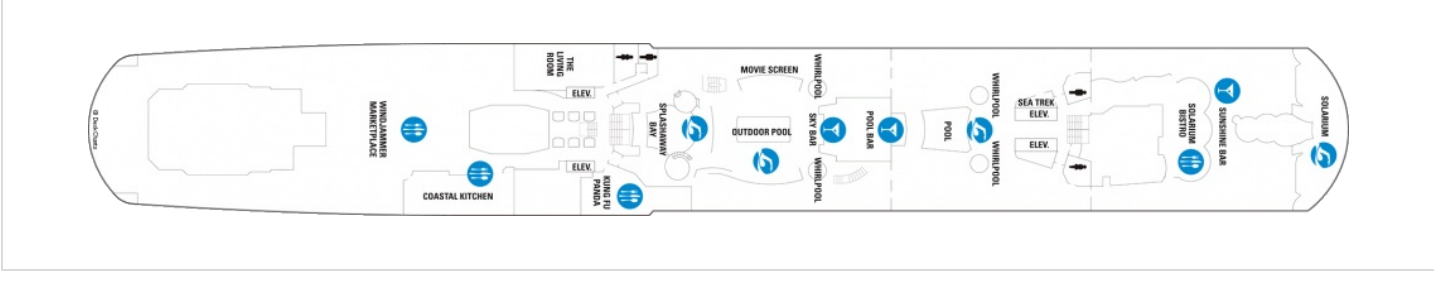 © DeckChairs
WINDJAMMER
MARKETPLACE
COASTAL KITCHEN
THE
LIVING
ROOM
ELEV.
ELEV.
KUNG FU
PANDA
SPLASHAWAY
BAY
MOVIE SCREEN
OUTDOOR POOL
WHIRLPOOL
SKY BAR
WHIRLPOOL
POOL BAR
POOL
WHIRLPOOL
WHIRLPOOL
SEA TREK
ELEV.
ELEV.
SOLARIUM
BISTRO
SUNSHINE BAR
SOLARIUM